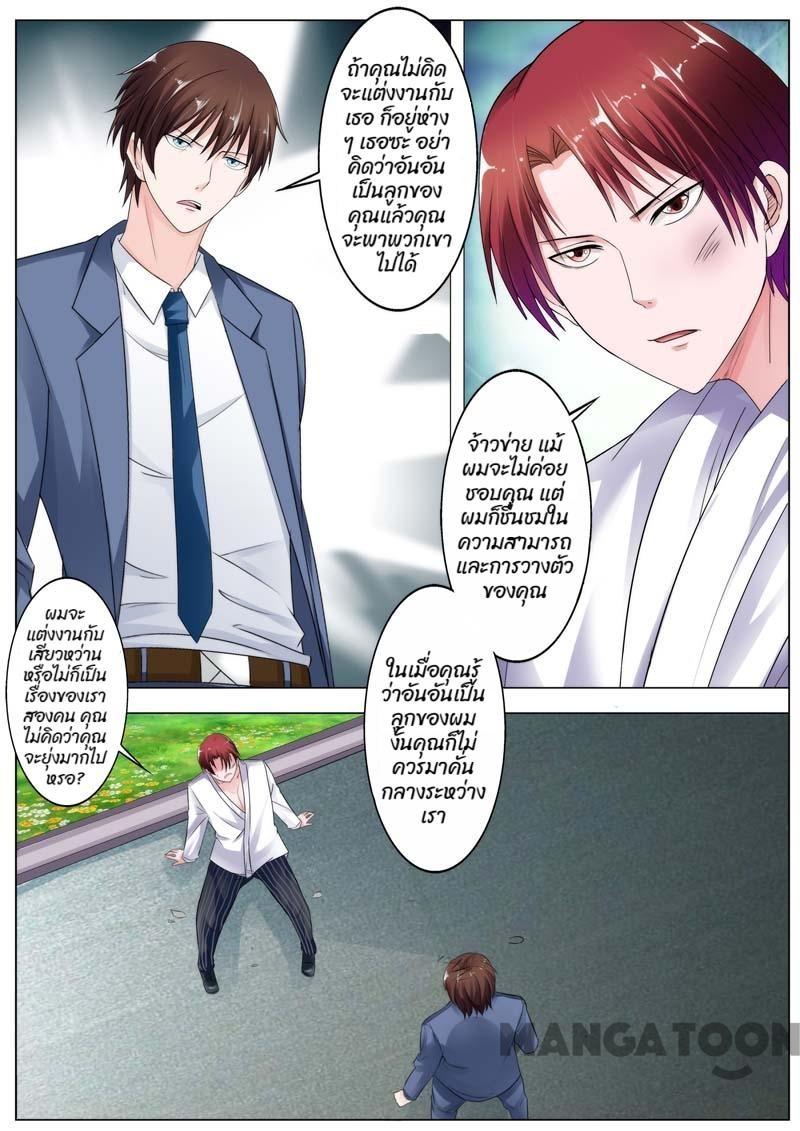 ถ้าคุณไม่คิด
จะแต่งงานกับ
เธอ ก็อยู่ห่าง
ๆ เธอซะ อย่า
คิดว่าอันอัน
เป็นลูกของ
คุณแล้วคุณ
จะพาพวกเขา
ไปได้
จ้าวข่าย แม้
ผมจะไม่ค่อย
ชอบคุณ แต่
ผมก็ชื่นชมใน
ความสามารถ
และการวางตัว
ของคุณ
ในเมื่อคุณรู้
ว่าอันอันเป็น
ลูกของผม
งั้นคุณก็ไม่
ควรมาคั่น
กลางระหว่าง
เรา
ผมจะ
แต่งงานกับ
เสี่ยวหว่าน
หรือไม่ก็เป็น
เรื่องของเรา
สองคน คุณ
ไม่คิดว่าคุณ
จะยุ่งมากไป
หรอ?
MANGATOON